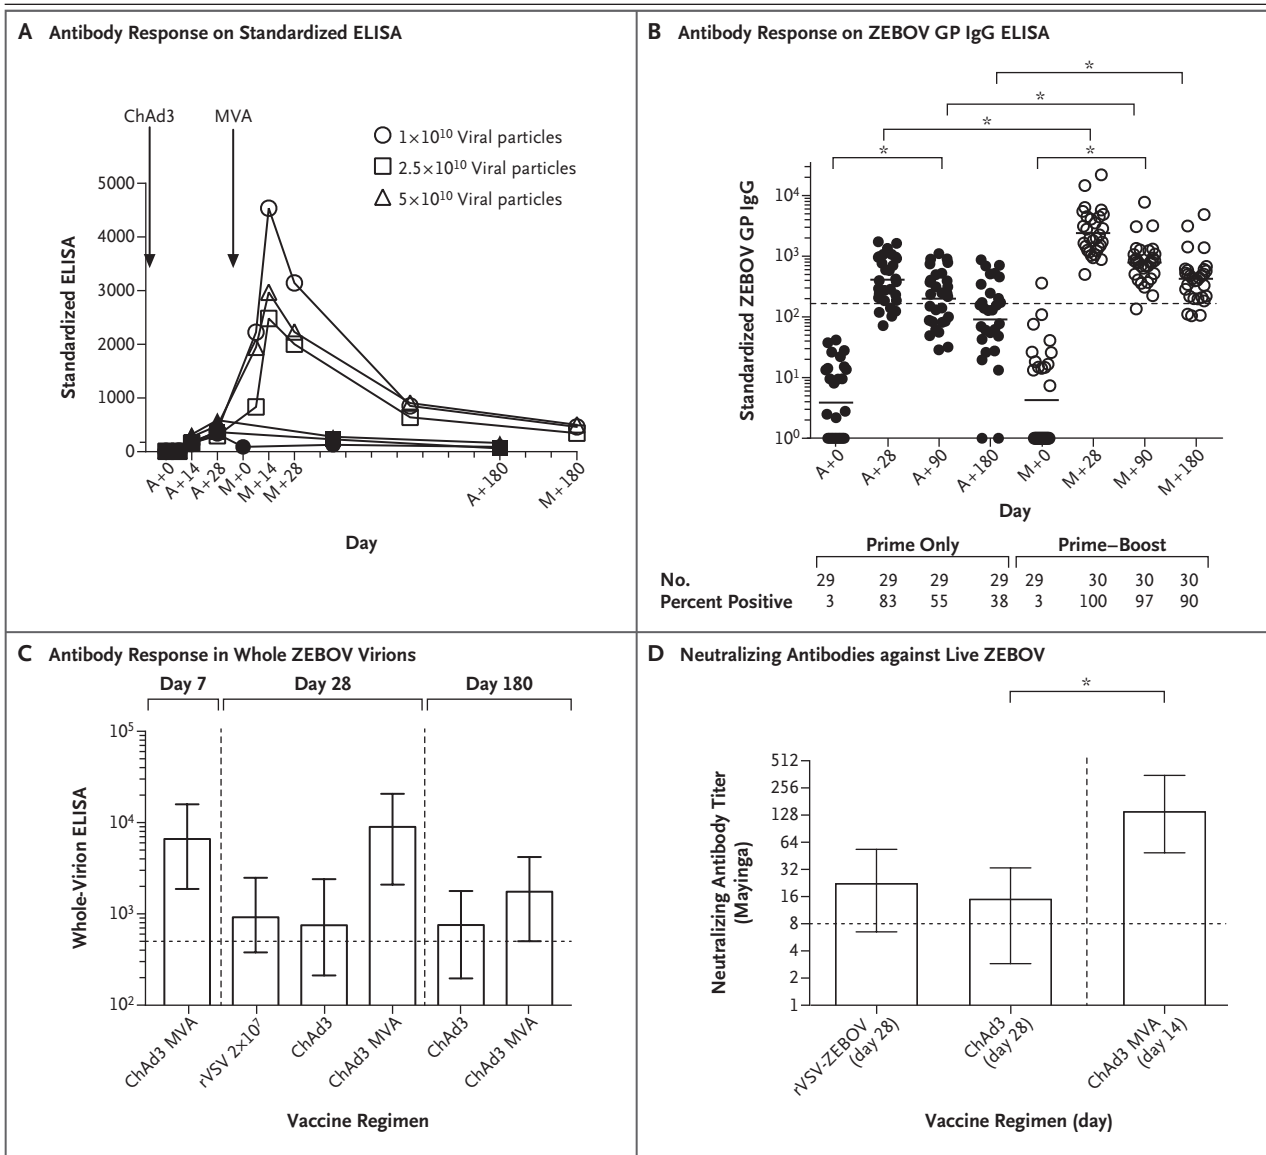 A Antibody Response on Standardized ELISA
ChAd3
MVA
1×10¹⁰ Viral particles
2.5×10¹⁰ Viral particles
5×10¹⁰ Viral particles
Standardized ELISA
5000
4000
3000
2000
1000
0
A+0
A+14
A+28
M+0
M+14
M+28
A+180
M+180
Day
B Antibody Response on ZEBOV GP IgG ELISA
*
*
*
*
*
Standardized ZEBOV GP IgG
10⁴
10³
10²
10¹
10⁰
A+0
A+28
A+90
A+180
M+0
M+28
M+90
M+180
Day
Prime Only
Prime–Boost
No. 29 29 29 29 29 30 30 30
Percent Positive 3 83 55 38 3 100 97 90
C Antibody Response in Whole ZEBOV Virions
Day 7
Day 28
Day 180
Whole-Virion ELISA
10⁵
10⁴
10³
10²
ChAd3 MVA
rVSV 2×10⁷
ChAd3
ChAd3 MVA
ChAd3
ChAd3 MVA
Vaccine Regimen
D Neutralizing Antibodies against Live ZEBOV
*
Neutralizing Antibody Titer
(Mayinga)
512
256
128
64
32
16
8
4
2
1
rVSV-ZEBOV
(day 28)
ChAd3
(day 28)
ChAd3 MVA
(day 14)
Vaccine Regimen (day)